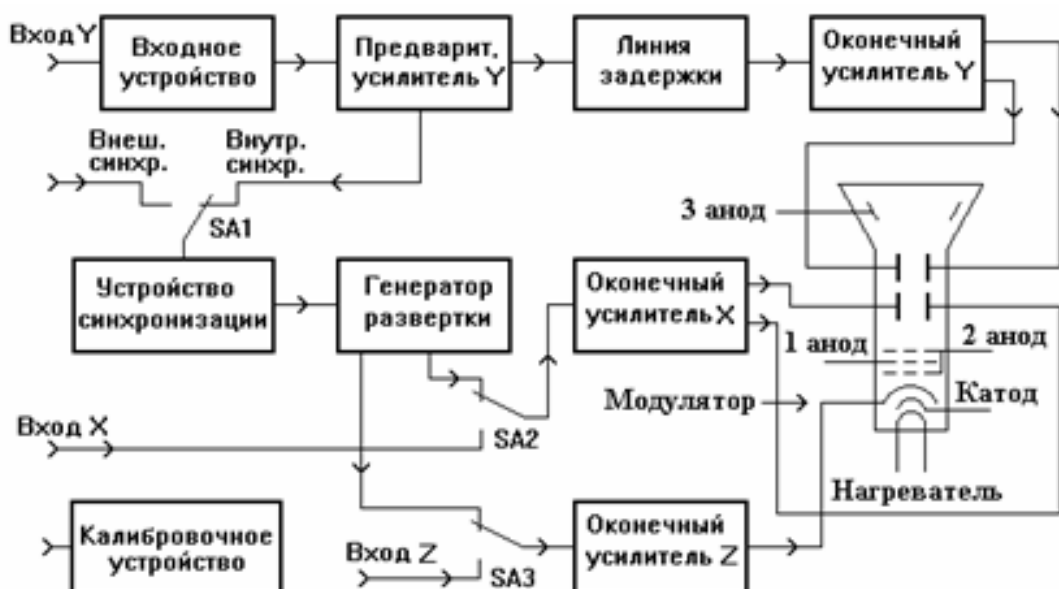 Вход Y
Входное
устройство
Предварит.
усилитель Y
Линия
задержки
Оконечный
усилитель Y
Внеш.
синхр.
Внутр.
синхр.
SA1
3 анод
Устройство
синхронизации
Генератор
развертки
Оконечный
усилитель X
1 анод
2 анод
Модулятор
Катод
Вход X
SA2
Нагреватель
Калибровочное
устройство
Вход Z
SA3
Оконечный
усилитель Z